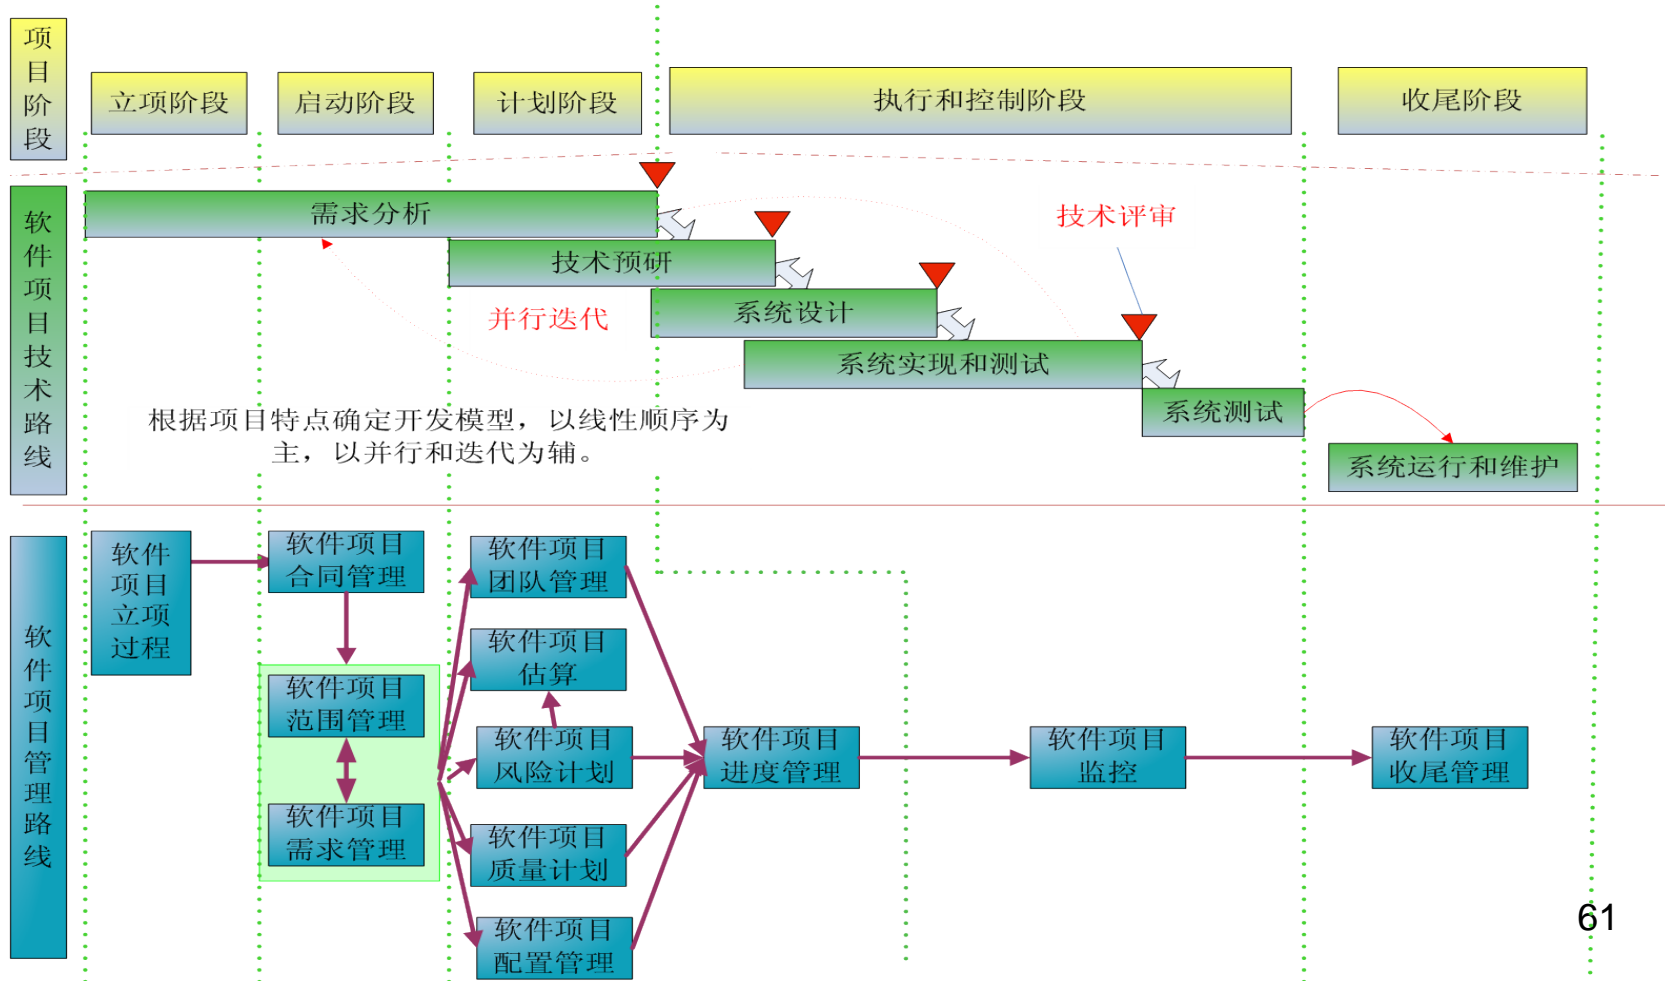 项目阶段
立项阶段
启动阶段
计划阶段
执行和控制阶段
收尾阶段
软件项目技术路线
需求分析
技术预研
系统设计
系统实现和测试
系统测试
系统运行和维护
技术评审
并行迭代
根据项目特点确定开发模型，以线性顺序为
主，以并行和迭代为辅。
软件项目管理路线
软件
项目
立项
过程
软件项目
合同管理
软件项目
范围管理
软件项目
需求管理
软件项目
团队管理
软件项目
估算
软件项目
风险计划
软件项目
质量计划
软件项目
配置管理
软件项目
进度管理
软件项目
监控
软件项目
收尾管理
61